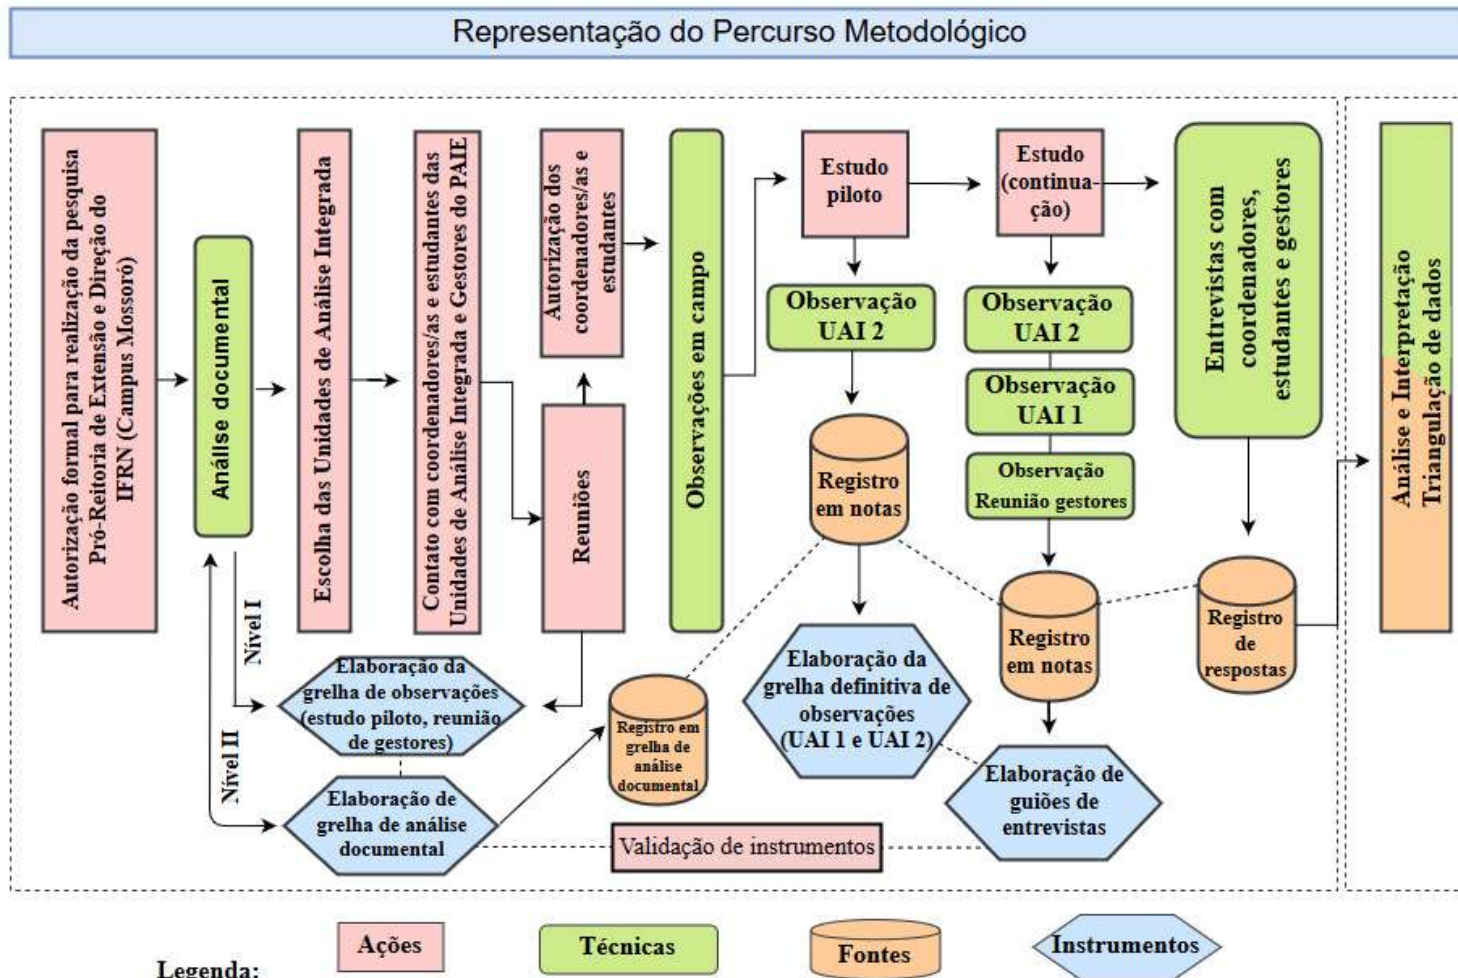 Representação do Percurso Metodológico
Autorização formal para realização da pesquisa
Pró-Reitoria de Extensão e Direção do
IFRN (Campus Mossoró)
Análise documental
Escolha das Unidades de Análise Integrada
Contato com coordenadores/as e estudantes das
Unidades de Análise Integrada e Gestores do PAIE
Autorização dos
coordenadores/as e
estudantes
Reuniões
Observações em campo
Estudo
piloto
Observação
UAI 2
Registro
em notas
Elaboração da
grelha definitiva de
observações
(UAI 1 e UAI 2)
Estudo
(continua-
ção)
Observação
UAI 2
Observação
UAI 1
Observação
Reunião gestores
Registro
em notas
Elaboração de
guiões de
entrevistas
Entrevistas com
coordenadores,
estudantes e gestores
Registro
de
respostas
Análise e Interpretação
Triangulação de dados
Nível I
Nível II
Elaboração da
grelha de observações
(estudo piloto, reunião
de gestores)
Elaboração de
grelha de análise
documental
Registro em
grelha de
análise
documental
Validação de instrumentos
Legenda:
Ações
Técnicas
Fontes
Instrumentos